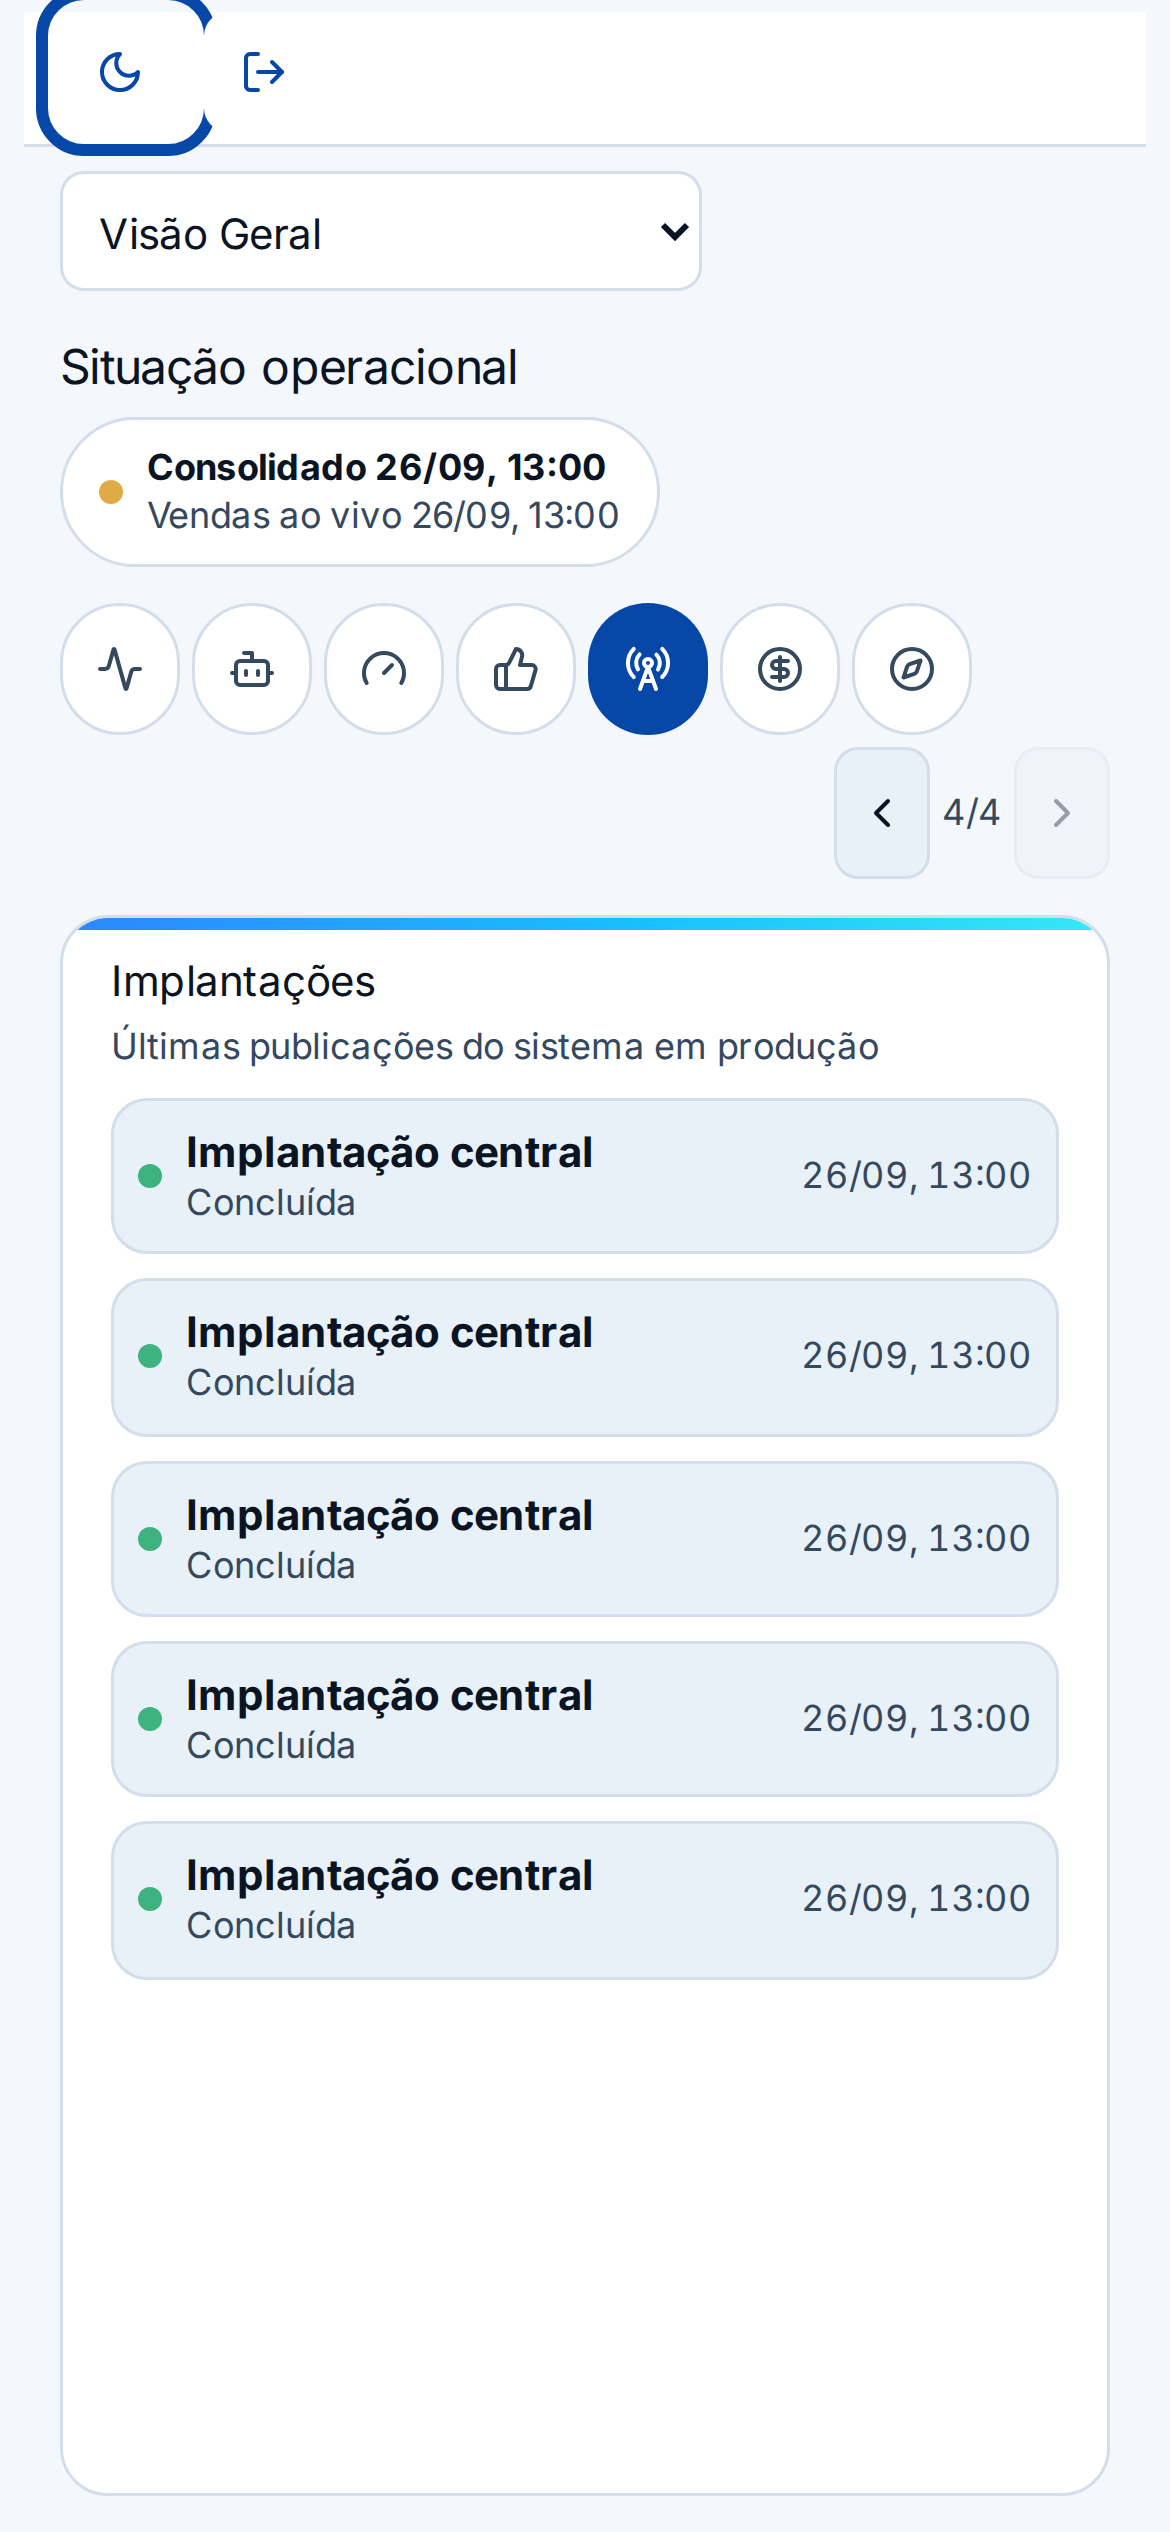 Visão Geral
Situação operacional
Consolidado 26/09, 13:00
Vendas ao vivo 26/09, 13:00
4/4
Implantações
Últimas publicações do sistema em produção
Implantação central
Concluída
26/09, 13:00
Implantação central
Concluída
26/09, 13:00
Implantação central
Concluída
26/09, 13:00
Implantação central
Concluída
26/09, 13:00
Implantação central
Concluída
26/09, 13:00